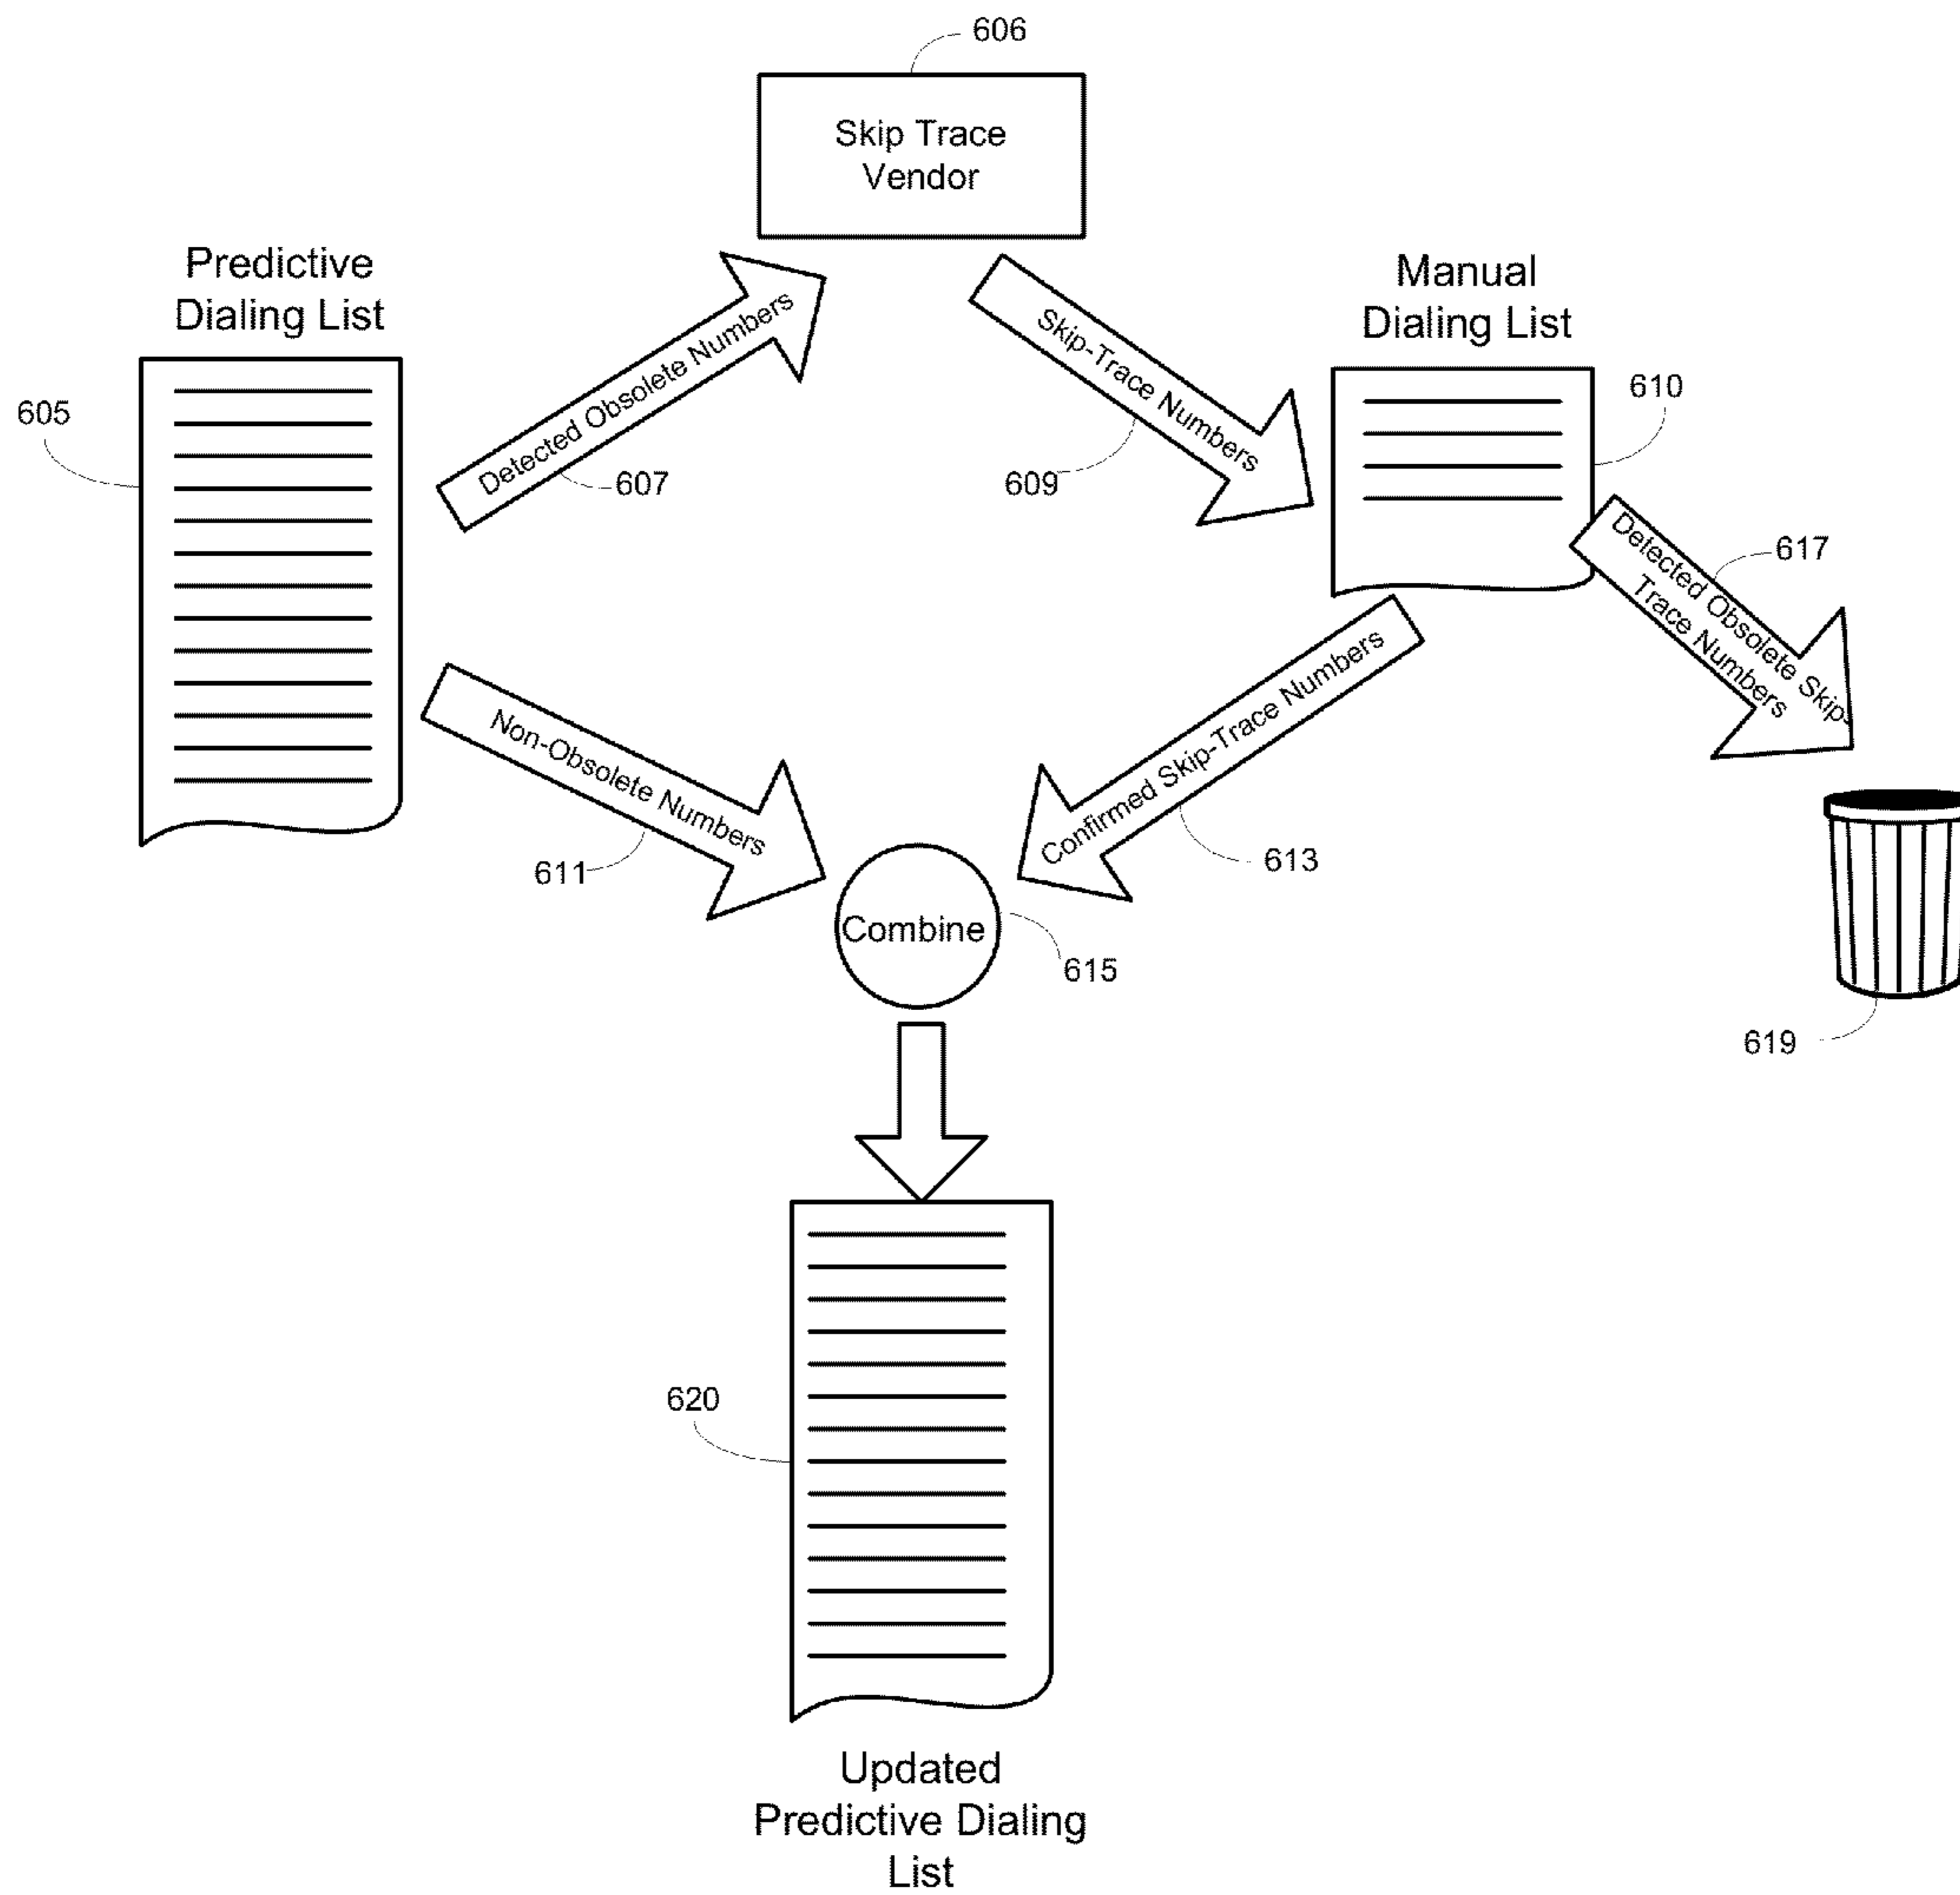 606
Skip Trace
Vendor
Predictive
Dialing List
Manual
Dialing List
605
Detected Obsolete Numbers
607
Skip-Trace Numbers
609
610
Detected Obsolete Skip-
Trace Numbers
617
Non-Obsolete Numbers
611
Confirmed Skip-Trace Numbers
613
Combine
615
619
620
Updated
Predictive Dialing
List